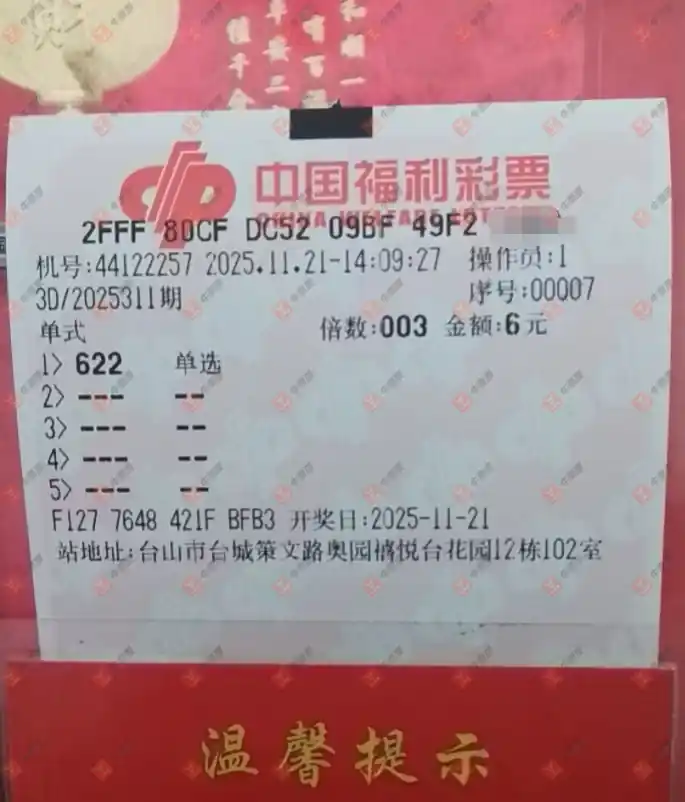 中国福利彩票
CHINA WELFARE LOTTERY
2FFF 80CF DC52 09BF 49F2
机号:44122257 2025.11.21-14:09:27 操作员:1
3D/2025311期 序号:00007
单式 倍数:003 金额:6元
1> 622 单选
2> --- --
3> --- --
4> --- --
5> --- --
F127 7648 421F BFB3 开奖日:2025-11-21
站地址:台山市台城策文路奥园禧悦台花园12栋102室
温馨提示